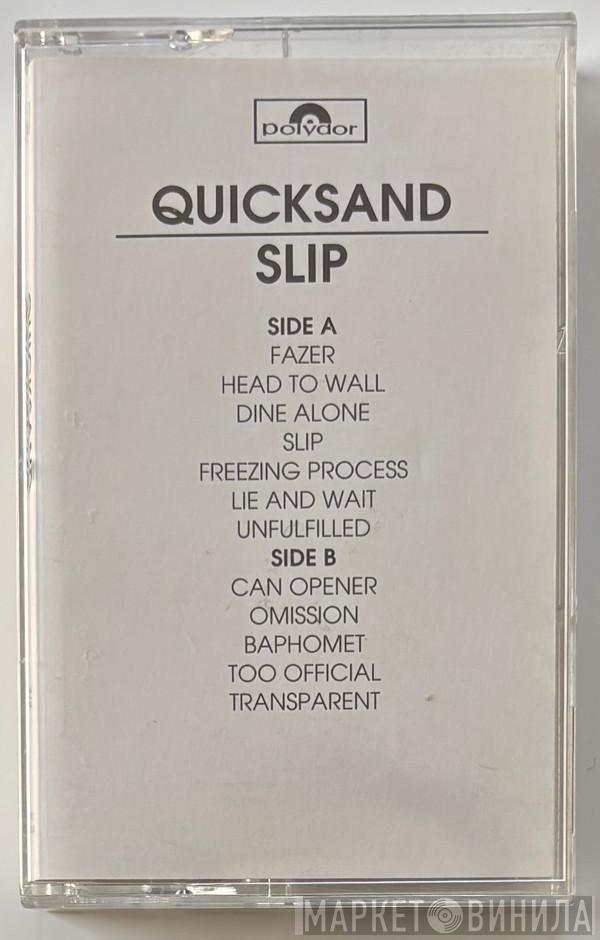 polydor
QUICKSAND
SLIP
SIDE A
FAZER
HEAD TO WALL
DINE ALONE
SLIP
FREEZING PROCESS
LIE AND WAIT
UNFULFILLED
SIDE B
CAN OPENER
OMISSION
BAPHOMET
TOO OFFICIAL
TRANSPARENT
МАРКЕТ ВИНИЛА